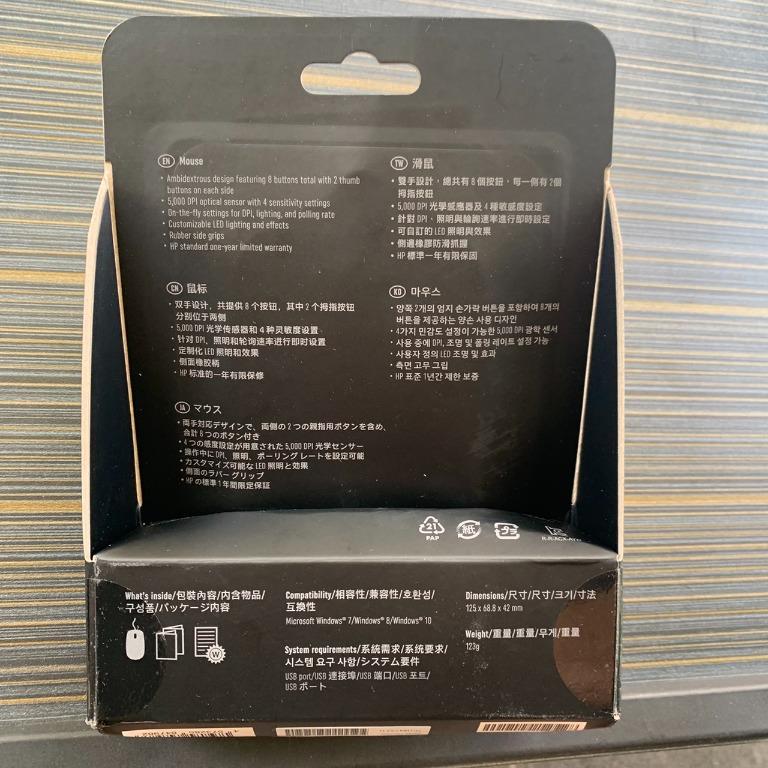 EN Mouse
• Ambidextrous design featuring 8 buttons total with 2 thumb
buttons on each side
• 5,000 DPI optical sensor with 4 sensitivity settings
• On-the-fly settings for DPI, lighting, and polling rate
• Customizable LED lighting and effects
• Rubber side grips
• HP standard one-year limited warranty
TW 滑鼠
• 雙手設計，總共有 8 個按鈕，每一側有 2個
拇指按鈕
• 5,000 DPI 光學感應器及 4 種敏感度設定
• 針對 DPI、照明與輪詢速率進行即時設定
• 可自訂的 LED 照明與效果
• 側邊橡膠防滑抓握
• HP 標準一年有限保固
CN 鼠标
• 双手设计，共提供 8 个按钮，其中 2 个拇指按钮
分别位于两侧
• 5,000 DPI 光学传感器和 4 种灵敏度设置
• 针对 DPI、照明和轮询速率进行即时设置
• 定制化 LED 照明和效果
• 侧面橡胶柄
• HP 标准的一年有限保修
KO 마우스
• 양쪽 2개의 엄지 손가락 버튼을 포함하여 8개의
버튼을 제공하는 양손 사용 디자인
• 4가지 민감도 설정이 가능한 5,000 DPI 광학 센서
• 사용 중에 DPI, 조명 및 폴링 레이트 설정 가능
• 사용자 정의 LED 조명 및 효과
• 측면 고무 그립
• HP 표준 1년간 제한 보증
JA マウス
• 両手対応デザインで、両側の 2 つの親指用ボタンを含め、
合計 8 つのボタン付き
• 4 つの感度設定が用意された 5,000 DPI 光学センサー
• 操作中に DPI、照明、ポーリング レートを設定可能
• カスタマイズ可能な LED 照明と効果
• 側面のラバー グリップ
• HP の標準 1 年間限定保証
21
PAP
紙
プラ
What's inside/包裝內容/内含物品/
구성품/パッケージ内容
W
Compatibility/相容性/兼容性/호환성/
互換性
Microsoft Windows® 7/Windows® 8/Windows® 10
System requirements/系統需求/系统要求/
시스템 요구 사항/システム要件
USB port/USB 連接埠/USB 端口/USB 포트/
USB ポート
Dimensions/尺寸/尺寸/크기/寸法
125 x 68.8 x 42 mm
Weight/重量/重量/무게/重量
123g